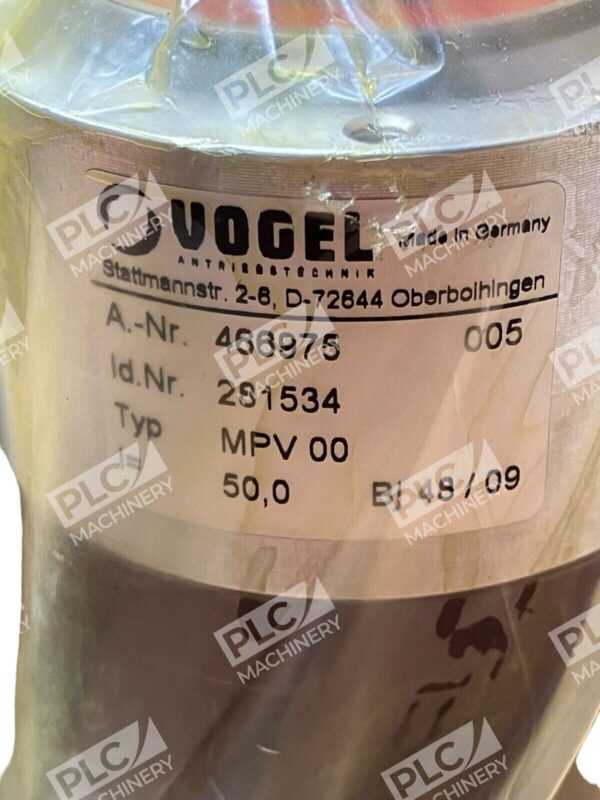 VOGEL Made in Germany
ANTRIEBSTECHNIK
Stattmannstr. 2-6, D-72644 Oberboihingen
A.-Nr. 466975 005
Id.Nr. 281534
Typ MPV 00
i= 50,0 Bj 48 / 09
PLC MACHINERY